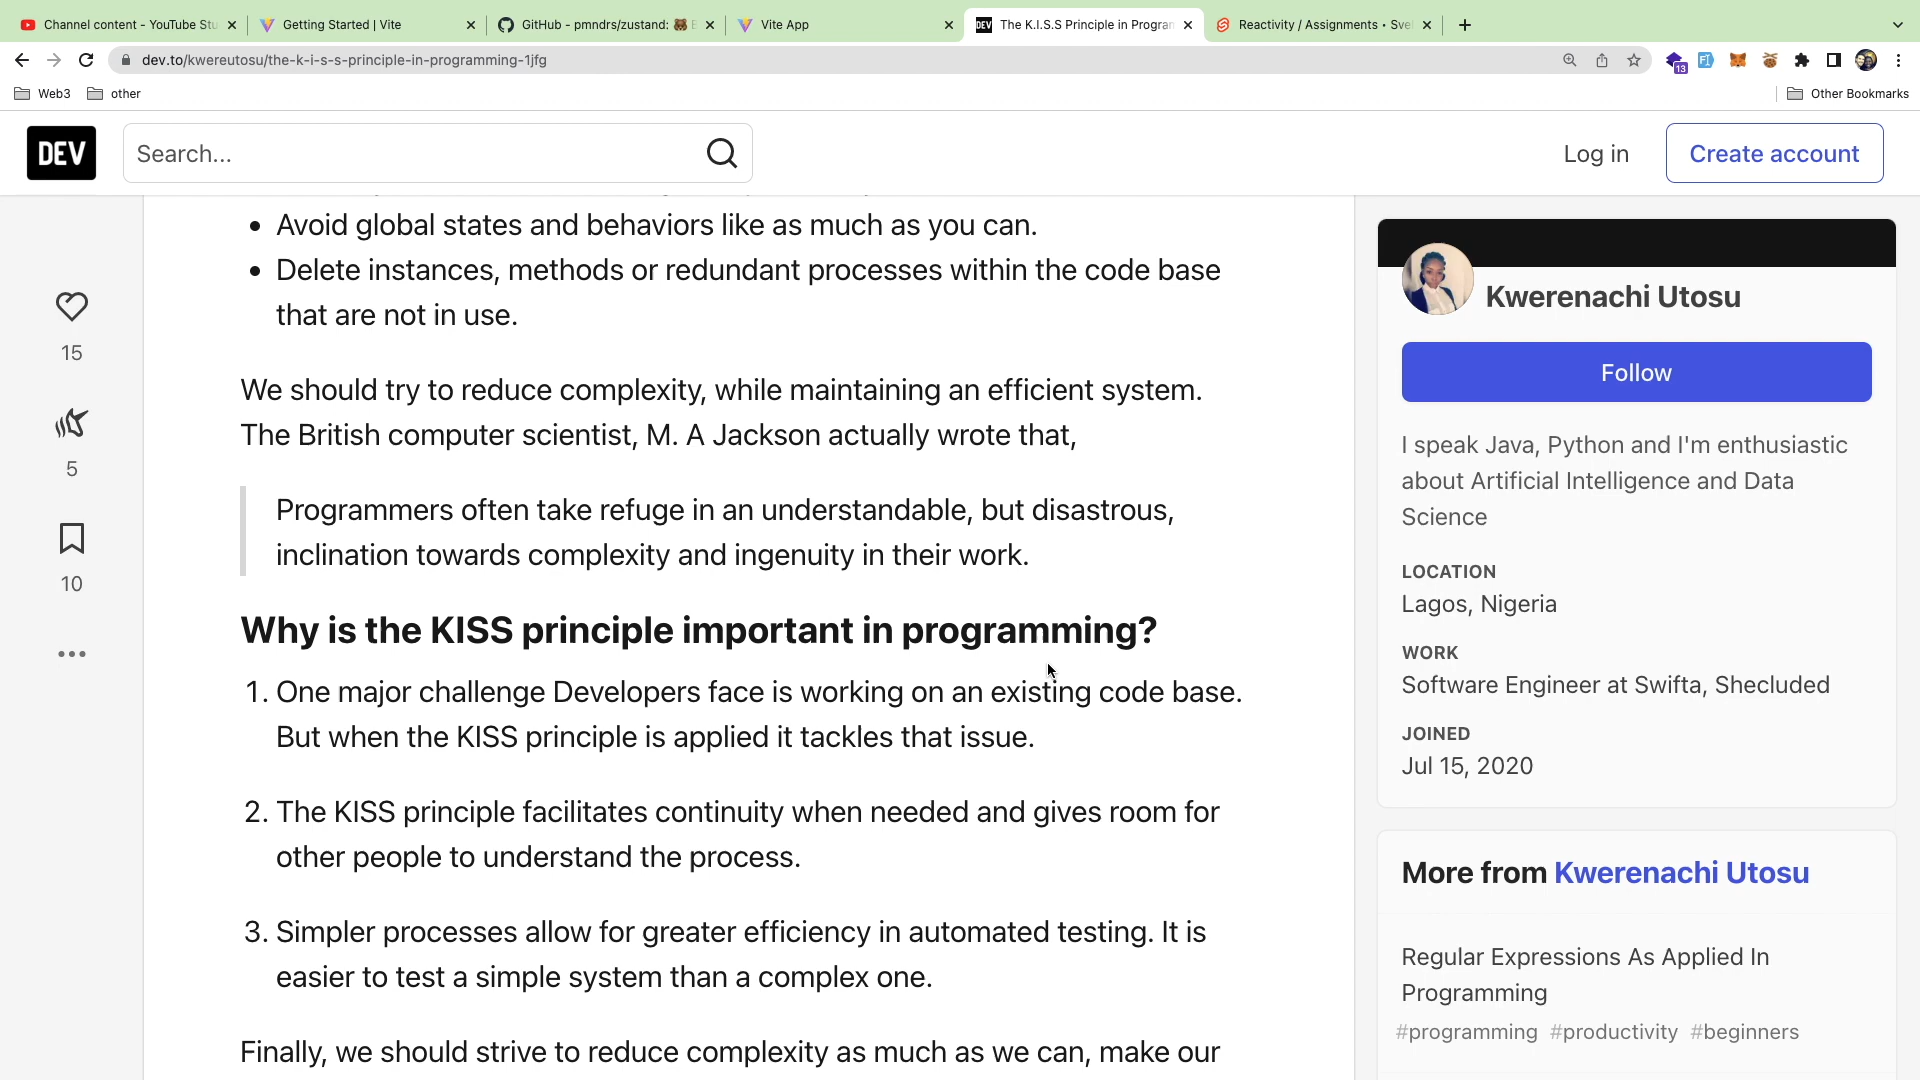 Channel content - YouTube Stu
Getting Started | Vite
GitHub - pmndrs/zustand: 🐻
Vite App
The K.I.S.S Principle in Program
Reactivity / Assignments • Svel
dev.to/kwereutosu/the-k-i-s-s-principle-in-programming-1jfg
13
Web3
other
Other Bookmarks
DEV
Search...
Log in
Create account
• Avoid global states and behaviors like as much as you can.
• Delete instances, methods or redundant processes within the code base
that are not in use.
We should try to reduce complexity, while maintaining an efficient system.
The British computer scientist, M. A Jackson actually wrote that,
Programmers often take refuge in an understandable, but disastrous,
inclination towards complexity and ingenuity in their work.
Why is the KISS principle important in programming?
1. One major challenge Developers face is working on an existing code base.
But when the KISS principle is applied it tackles that issue.
2. The KISS principle facilitates continuity when needed and gives room for
other people to understand the process.
3. Simpler processes allow for greater efficiency in automated testing. It is
easier to test a simple system than a complex one.
Finally, we should strive to reduce complexity as much as we can, make our
15
5
10
Kwerenachi Utosu
Follow
I speak Java, Python and I'm enthusiastic
about Artificial Intelligence and Data
Science
LOCATION
Lagos, Nigeria
WORK
Software Engineer at Swifta, Shecluded
JOINED
Jul 15, 2020
More from Kwerenachi Utosu
Regular Expressions As Applied In
Programming
#programming #productivity #beginners